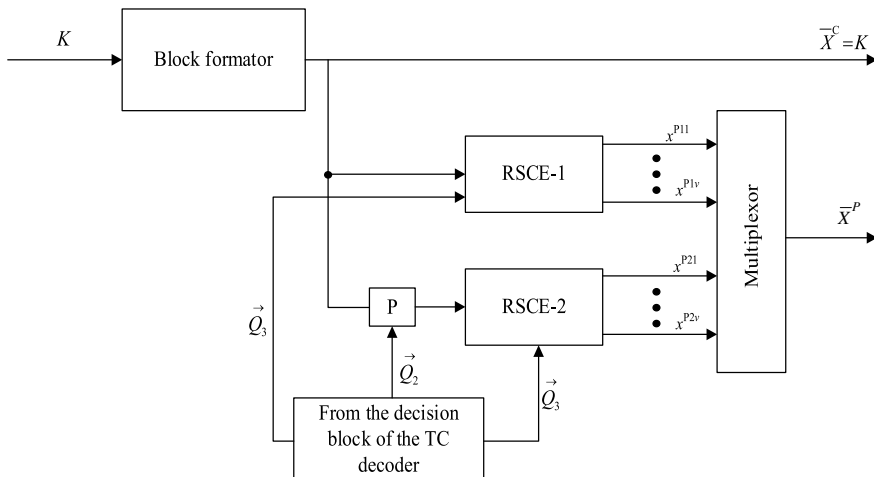 K
Block formator
X̅ᶜ=K
RSCE-1
x^P11
x^P1v
Multiplexor
X̅ᴾ
P
RSCE-2
x^P21
x^P2v
Q⃗₃
Q⃗₂
Q⃗₃
From the decision
block of the TC
decoder